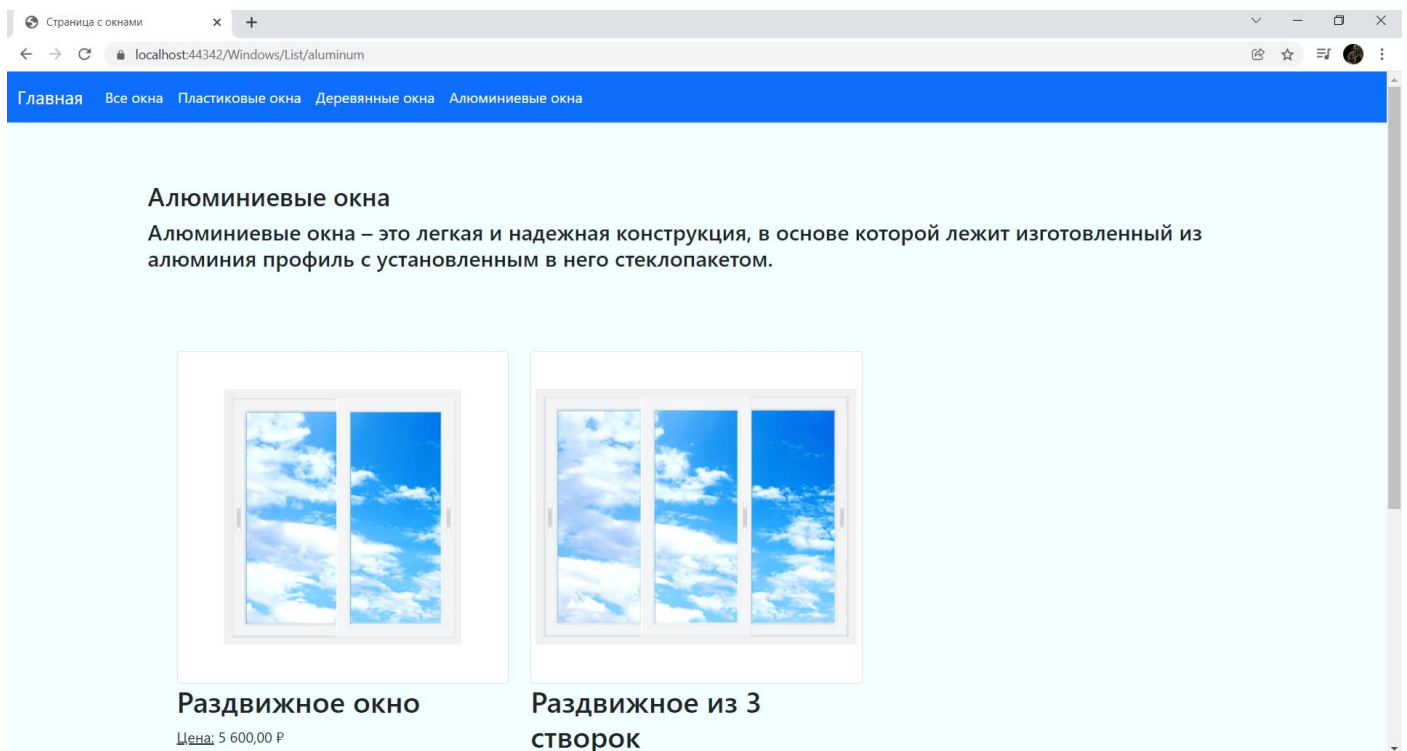 Страница с окнами
localhost:44342/Windows/List/aluminum
Главная Все окна Пластиковые окна Деревянные окна Алюминиевые окна
Алюминиевые окна
Алюминиевые окна – это легкая и надежная конструкция, в основе которой лежит изготовленный из
алюминия профиль с установленным в него стеклопакетом.
Раздвижное окно
Цена: 5 600,00 ₽
Раздвижное из 3
створок